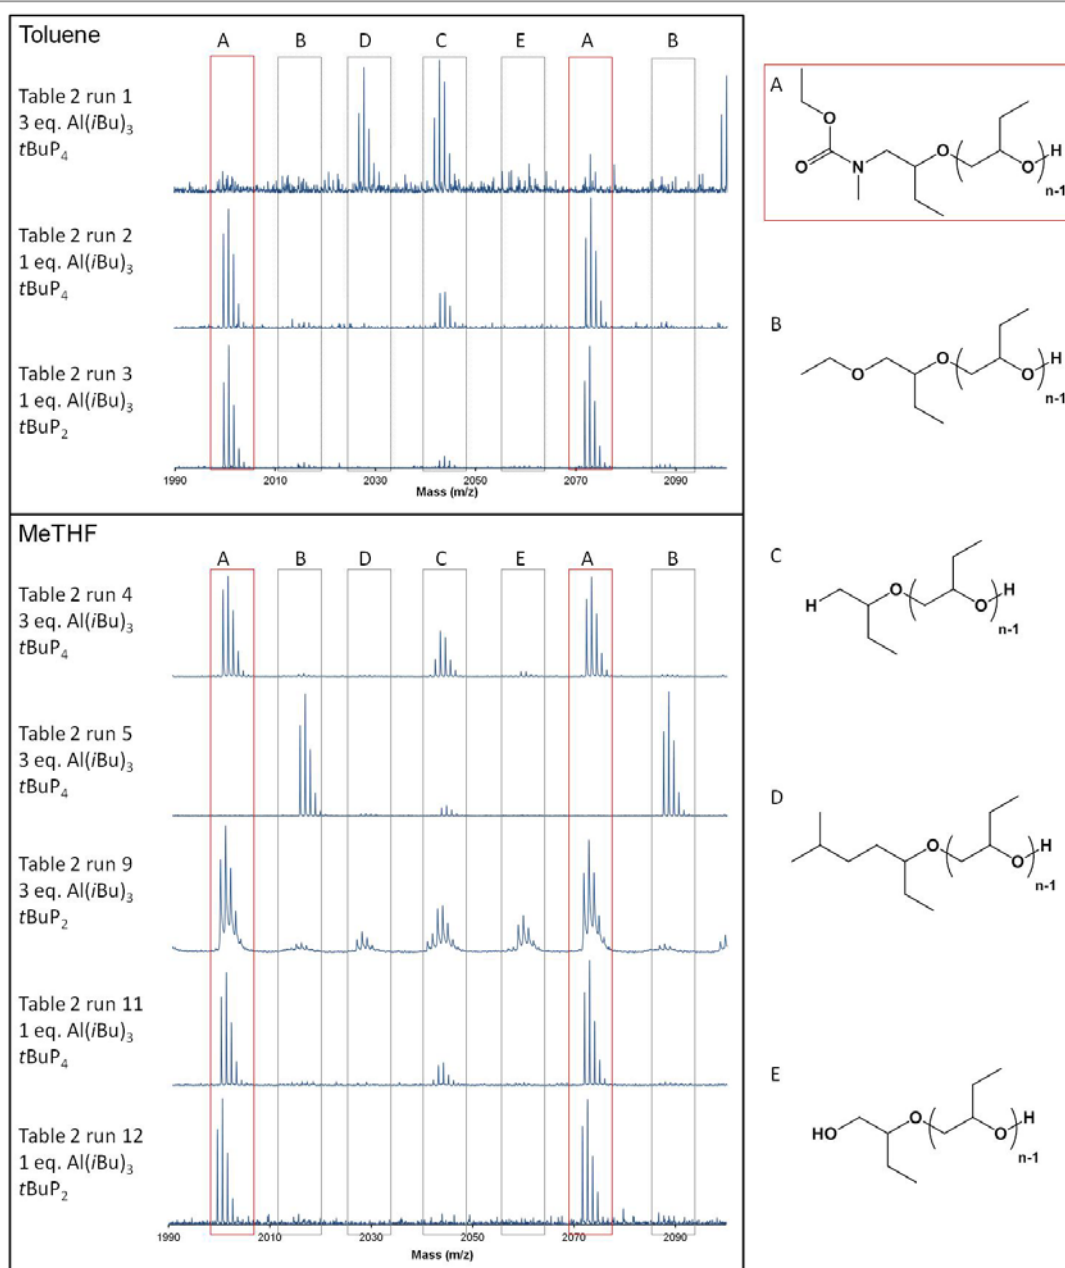 Toluene
A B D C E A B
Table 2 run 1
3 eq. Al(iBu)3
tBuP4
Table 2 run 2
1 eq. Al(iBu)3
tBuP4
Table 2 run 3
1 eq. Al(iBu)3
tBuP2
1990 2010 2030 2050 2070 2090
Mass (m/z)
MeTHF
A B D C E A B
Table 2 run 4
3 eq. Al(iBu)3
tBuP4
Table 2 run 5
3 eq. Al(iBu)3
tBuP4
Table 2 run 9
3 eq. Al(iBu)3
tBuP2
Table 2 run 11
1 eq. Al(iBu)3
tBuP4
Table 2 run 12
1 eq. Al(iBu)3
tBuP2
1990 2010 2030 2050 2070 2090
Mass (m/z)
A
O
O N O O H
n-1
B
O O O H
n-1
C
H O O H
n-1
D
O O H
n-1
E
HO O O H
n-1